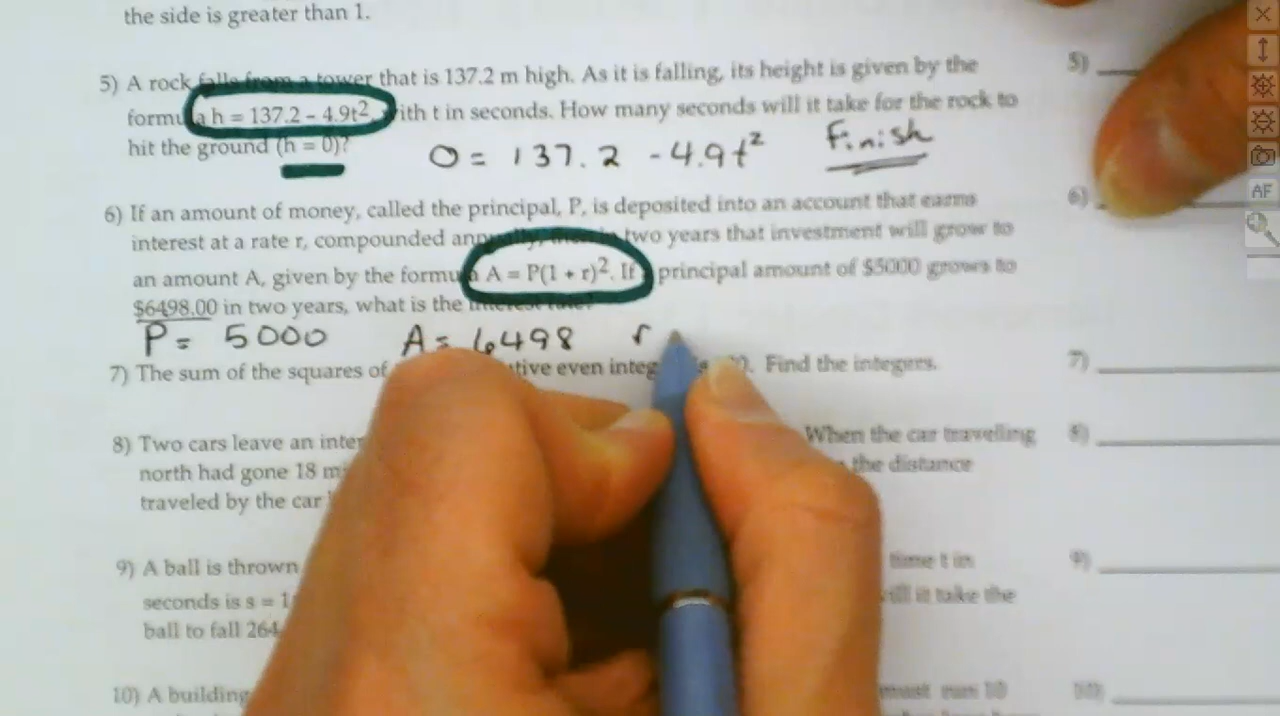 the side is greater than 1.
5) A rock falls from a tower that is 137.2 m high. As it is falling, its height is given by the
formula h = 137.2 - 4.9t², with t in seconds. How many seconds will it take for the rock to
hit the ground (h = 0)?
0 = 137.2 - 4.9t² Finish
5)
6) If an amount of money, called the principal, P, is deposited into an account that earns
interest at a rate r, compounded annually, then in two years that investment will grow to
an amount A, given by the formula A = P(1 + r)². If principal amount of $5000 grows to
$6498.00 in two years, what is the interest rate?
6)
P = 5000 A = 6498 r
7) The sum of the squares of even Find the integers.
7)
8) Two cars leave an When the car traveling
north had gone 18 the distance
traveled by the car
8)
9) A ball is thrown time t in
seconds is s = will it take the
ball to fall 264
9)
10) A building must run 10
10)
AF